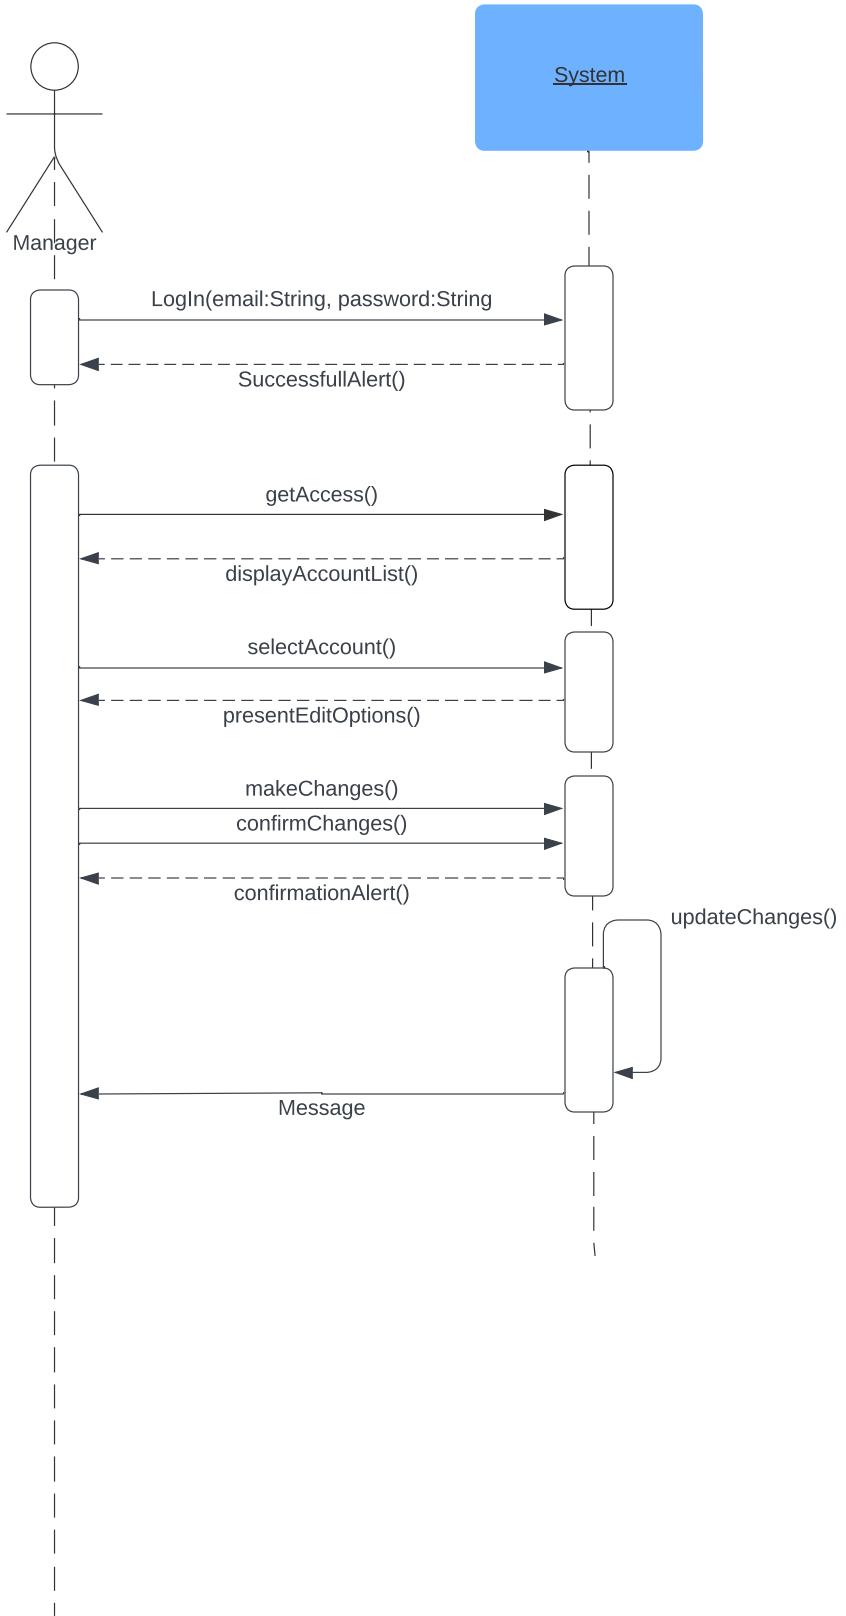 System
Manager
LogIn(email:String, password:String
SuccessfullAlert()
getAccess()
displayAccountList()
selectAccount()
presentEditOptions()
makeChanges()
confirmChanges()
confirmationAlert()
updateChanges()
Message